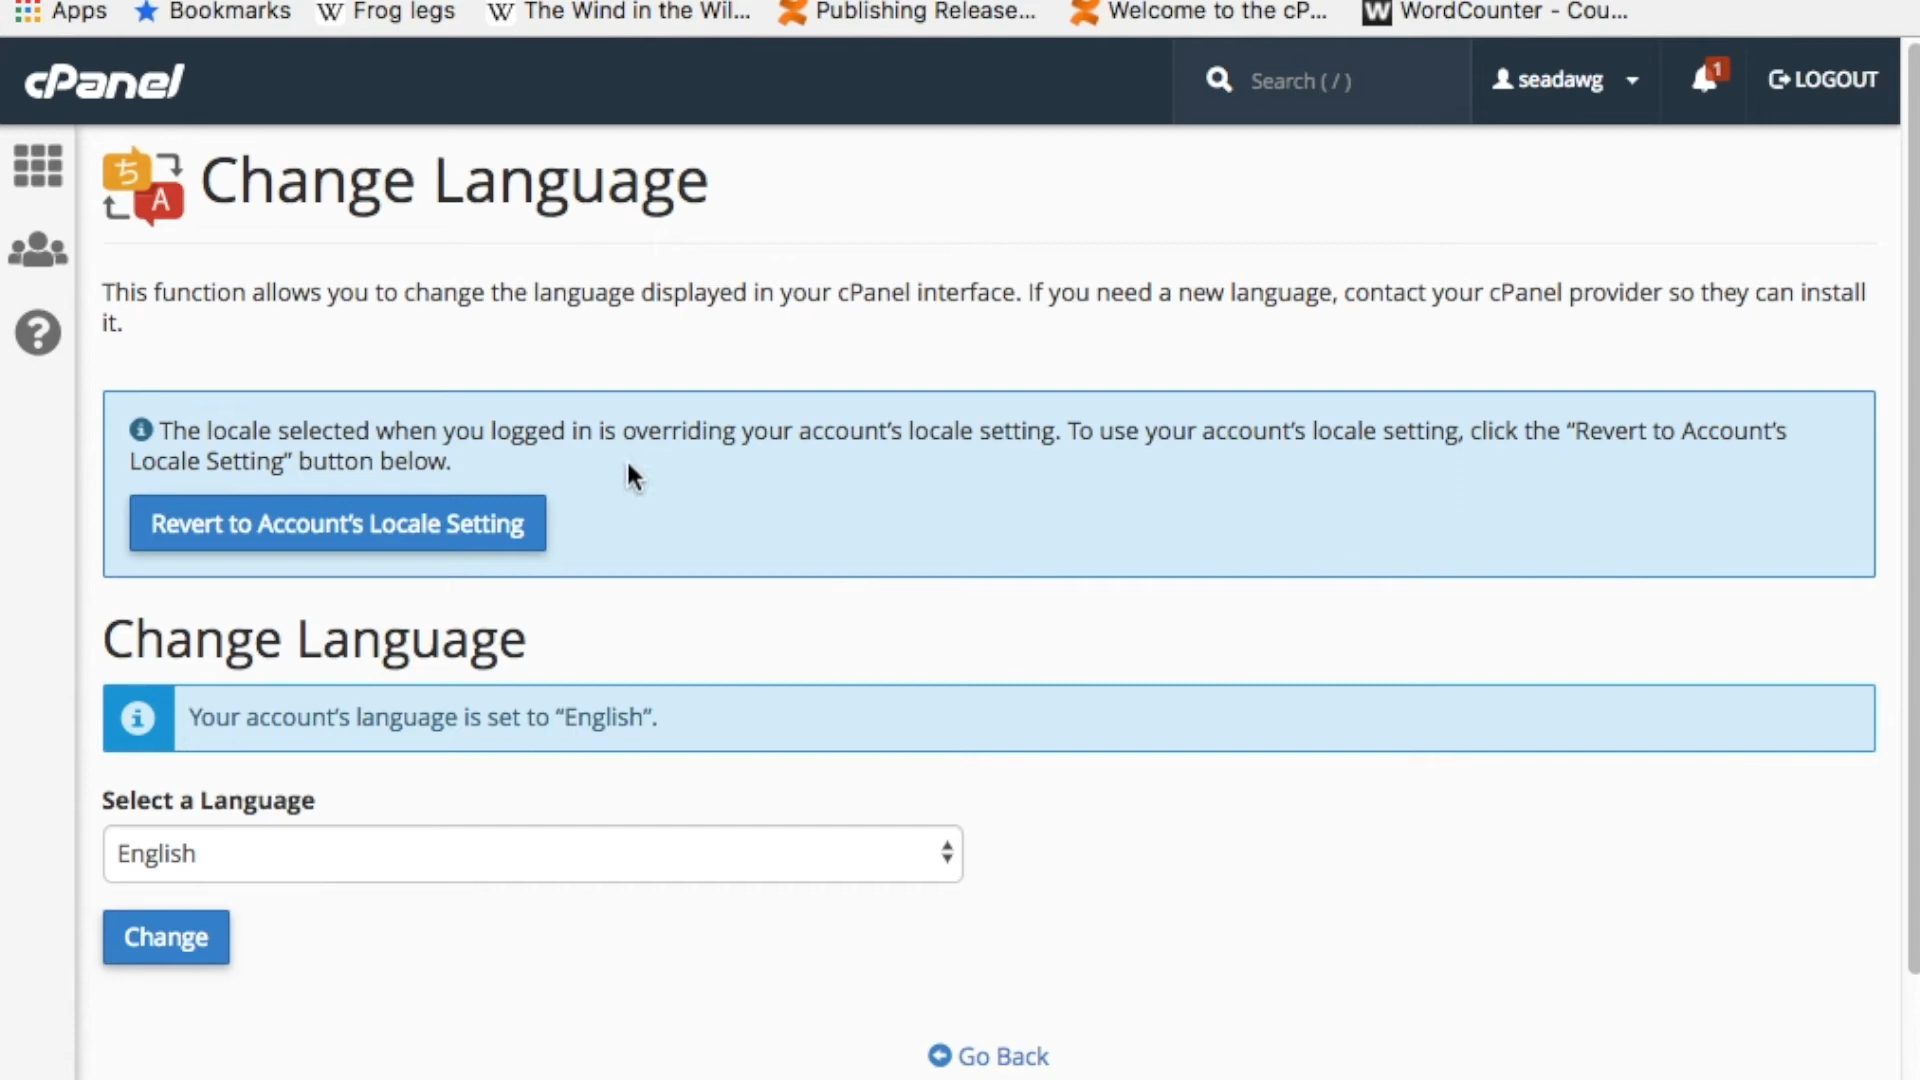 Apps Bookmarks Frog legs The Wind in the Wil... Publishing Release... Welcome to the cP... WordCounter - Cou...
cPanel Search ( / ) seadawg 1 LOGOUT
ち A Change Language
This function allows you to change the language displayed in your cPanel interface. If you need a new language, contact your cPanel provider so they can install
it.
The locale selected when you logged in is overriding your account’s locale setting. To use your account’s locale setting, click the “Revert to Account’s
Locale Setting” button below.
Revert to Account’s Locale Setting
Change Language
Your account’s language is set to “English”.
Select a Language
English
Change
Go Back